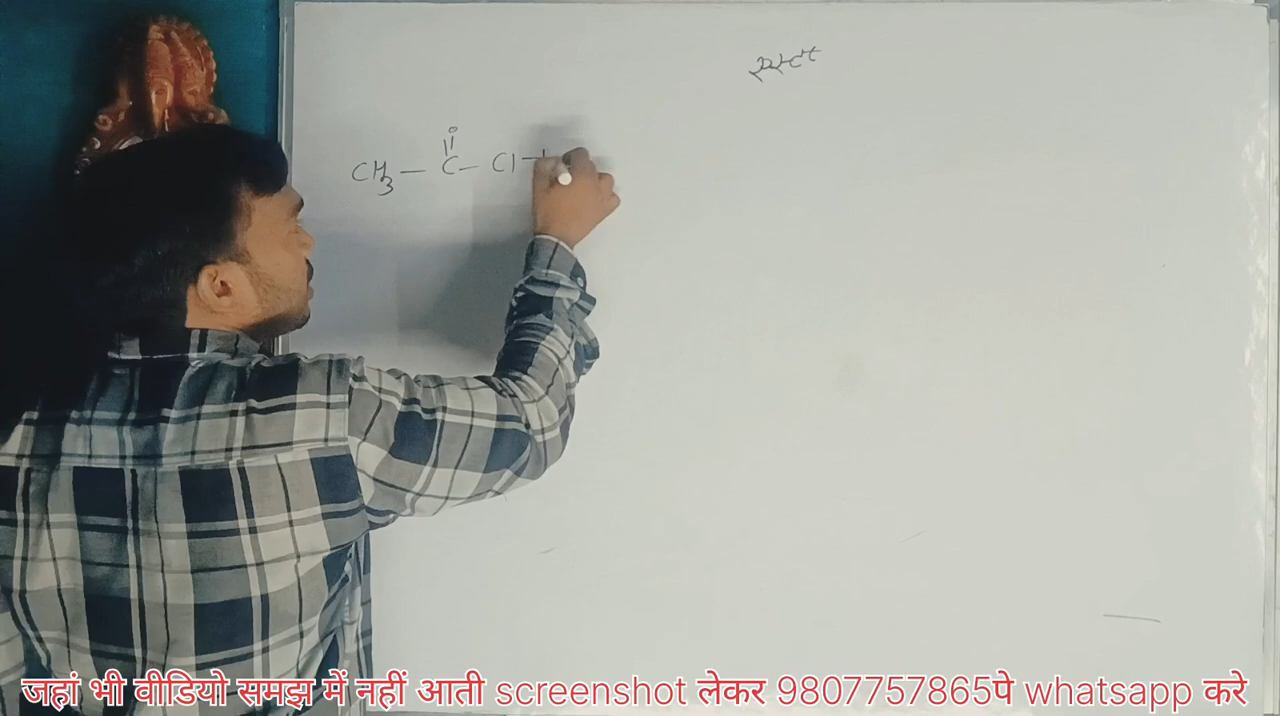 O
||
CH3 — C — Cl +
जहां भी वीडियो समझ में नहीं आती screenshot लेकर 9807757865पे whatsapp करे